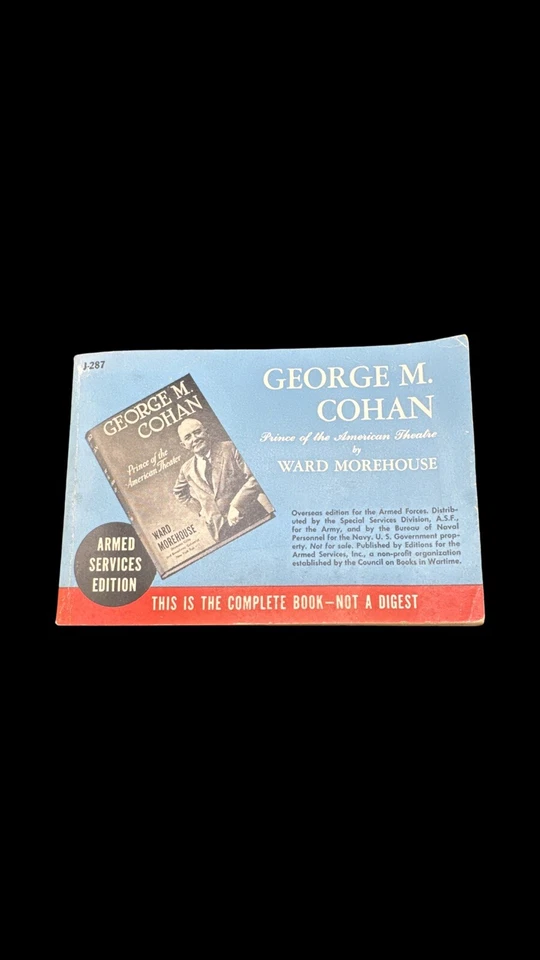 J-287
GEORGE M.
COHAN
Prince of the American Theatre
by
WARD MOREHOUSE
GEORGE M.
COHAN
Prince of the
American Theater
WARD
MOREHOUSE
Overseas edition for the Armed Forces. Distrib-
uted by the Special Services Division, A.S.F.,
for the Army, and by the Bureau of Naval
Personnel for the Navy. U. S. Government prop-
erty. Not for sale. Published by Editions for the
Armed Services, Inc., a non-profit organization
established by the Council on Books in Wartime.
ARMED
SERVICES
EDITION
THIS IS THE COMPLETE BOOK—NOT A DIGEST